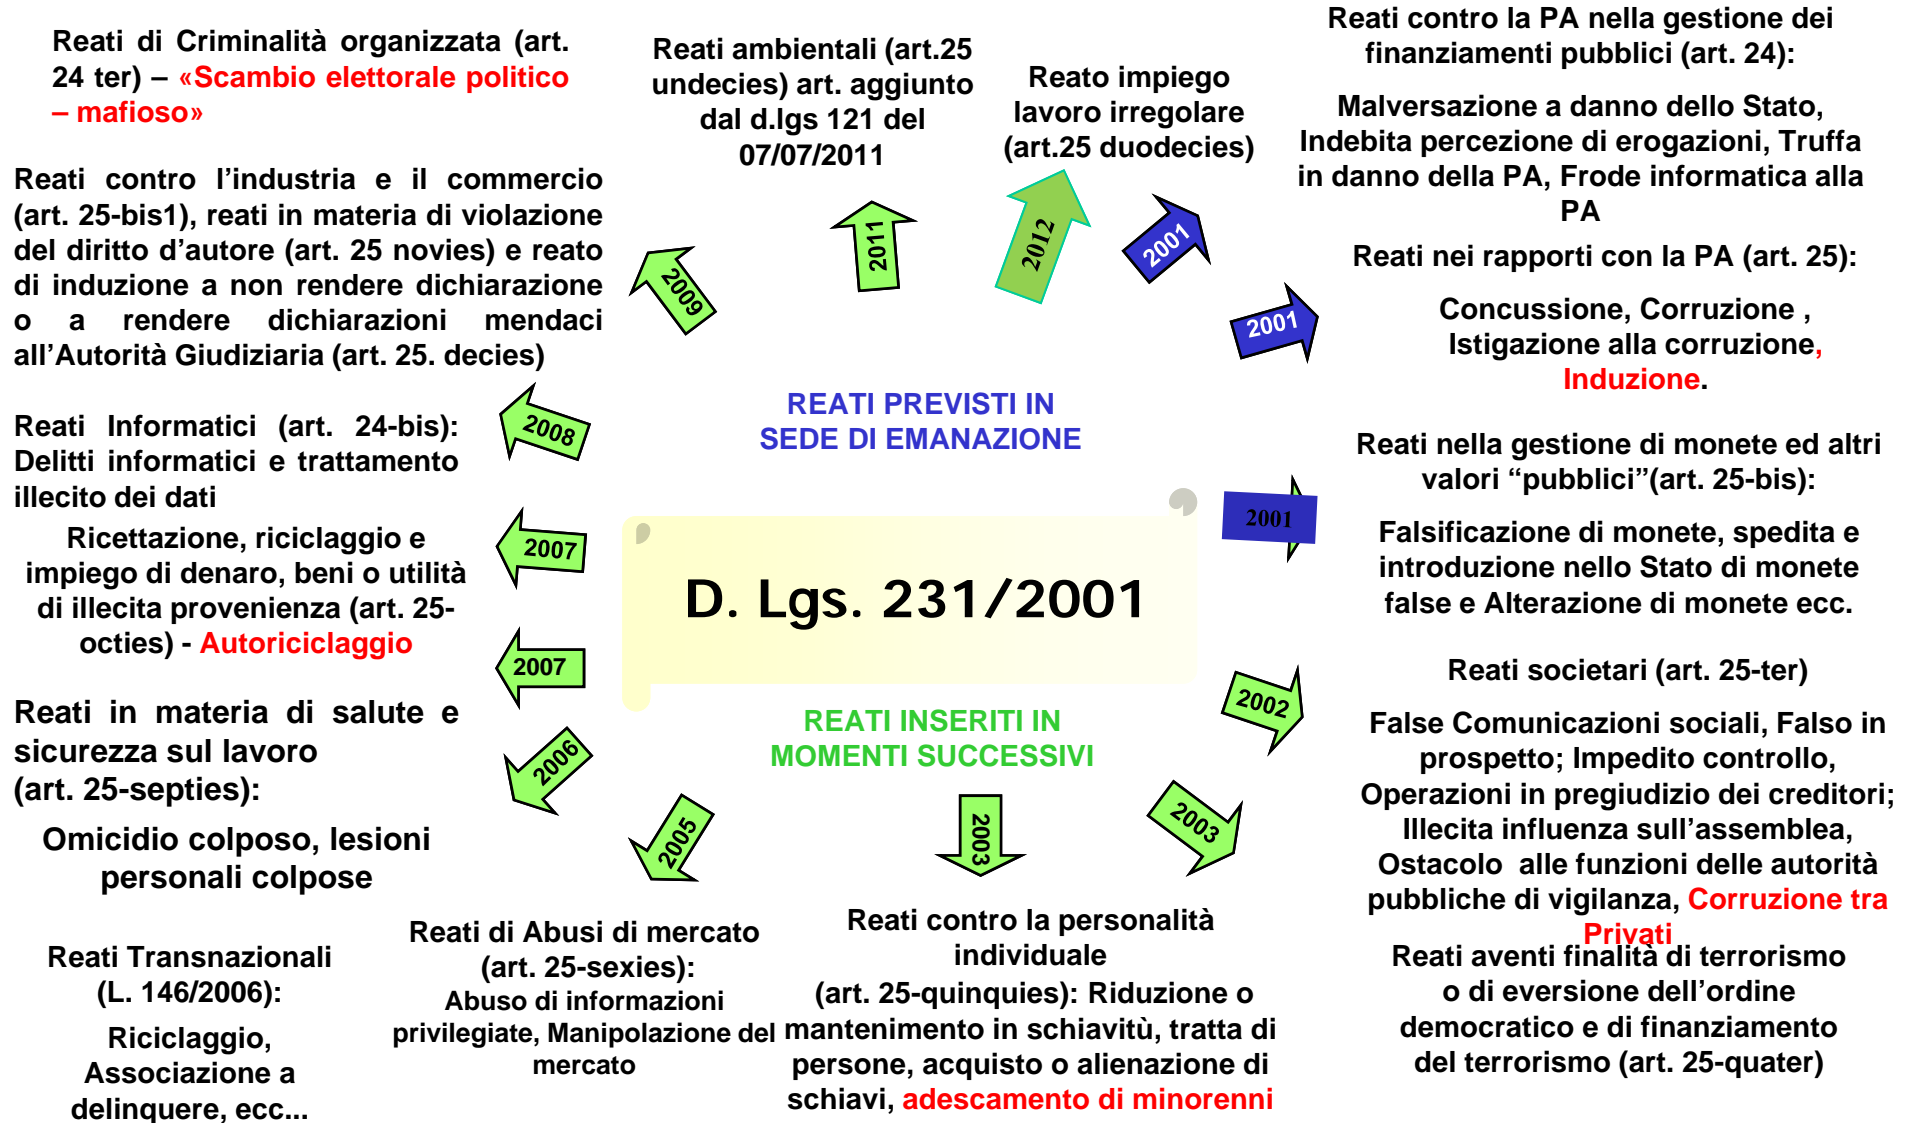 Reati di Criminalità organizzata (art.
24 ter) – «Scambio elettorale politico
– mafioso»
Reati contro l’industria e il commercio
(art. 25-bis1), reati in materia di violazione
del diritto d’autore (art. 25 novies) e reato
di induzione a non rendere dichiarazione
o a rendere dichiarazioni mendaci
all’Autorità Giudiziaria (art. 25. decies)
Reati Informatici (art. 24-bis):
Delitti informatici e trattamento
illecito dei dati
Ricettazione, riciclaggio e
impiego di denaro, beni o utilità
di illecita provenienza (art. 25-
octies) - Autoriciclaggio
Reati in materia di salute e
sicurezza sul lavoro
(art. 25-septies):
Omicidio colposo, lesioni
personali colpose
Reati Transnazionali
(L. 146/2006):
Riciclaggio,
Associazione a
delinquere, ecc...
Reati ambientali (art.25
undecies) art. aggiunto
dal d.lgs 121 del
07/07/2011
Reato impiego
lavoro irregolare
(art.25 duodecies)
2009
2011
2012
2001
2001
2008
2007
2007
2006
2005
2003
2003
2002
2001
REATI PREVISTI IN
SEDE DI EMANAZIONE
D. Lgs. 231/2001
REATI INSERITI IN
MOMENTI SUCCESSIVI
Reati di Abusi di mercato
(art. 25-sexies):
Abuso di informazioni
privilegiate, Manipolazione del
mercato
Reati contro la personalità
individuale
(art. 25-quinquies): Riduzione o
mantenimento in schiavitù, tratta di
persone, acquisto o alienazione di
schiavi, adescamento di minorenni
Reati contro la PA nella gestione dei
finanziamenti pubblici (art. 24):
Malversazione a danno dello Stato,
Indebita percezione di erogazioni, Truffa
in danno della PA, Frode informatica alla
PA
Reati nei rapporti con la PA (art. 25):
Concussione, Corruzione ,
Istigazione alla corruzione,
Induzione.
Reati nella gestione di monete ed altri
valori “pubblici”(art. 25-bis):
Falsificazione di monete, spedita e
introduzione nello Stato di monete
false e Alterazione di monete ecc.
Reati societari (art. 25-ter)
False Comunicazioni sociali, Falso in
prospetto; Impedito controllo,
Operazioni in pregiudizio dei creditori;
Illecita influenza sull’assemblea,
Ostacolo alle funzioni delle autorità
pubbliche di vigilanza, Corruzione tra
Privati
Reati aventi finalità di terrorismo
o di eversione dell’ordine
democratico e di finanziamento
del terrorismo (art. 25-quater)